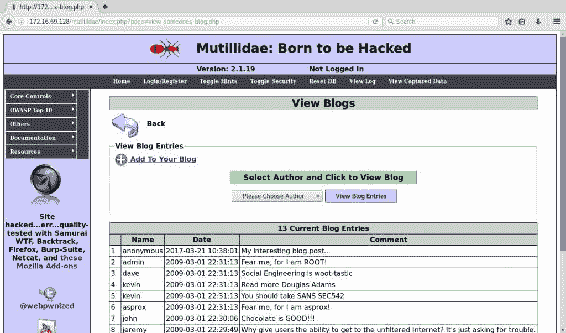 http://172....v-blog.php
172.16.69.128/mutillidae/index.php?page=view-someones-blog.php
Search
Mutillidae: Born to be Hacked
Version: 2.1.19 Not Logged In
Home Login/Register Toggle Hints Toggle Security Reset DB View Log View Captured Data
Core Controls
OWASP Top 10
Others
Documentation
Resources
Site
hacked...err...quality-
tested with Samurai
WTF, Backtrack,
Firefox, Burp-Suite,
Netcat, and these
Mozilla Add-ons
@webpwnized
View Blogs
Back
View Blog Entries
Add To Your Blog
Select Author and Click to View Blog
Please Choose Author View Blog Entries
13 Current Blog Entries
Name Date Comment
1 anonymous 2017-03-21 10:38:01 My interesting blog post...
2 admin 2009-03-01 22:31:13 Fear me, for I am ROOT!
3 dave 2009-03-01 22:31:13 Social Engineering is woot-tastic
4 kevin 2009-03-01 22:31:13 Read more Douglas Adams
5 kevin 2009-03-01 22:31:13 You should take SANS SEC542
6 asprox 2009-03-01 22:31:13 Fear me, for I am asprox!
7 john 2009-03-01 22:30:06 Chocolate is GOOD!!!
8 jeremy 2009-03-01 22:29:49 Why give users the ability to get to the unfiltered Internet? It's just asking for trouble.